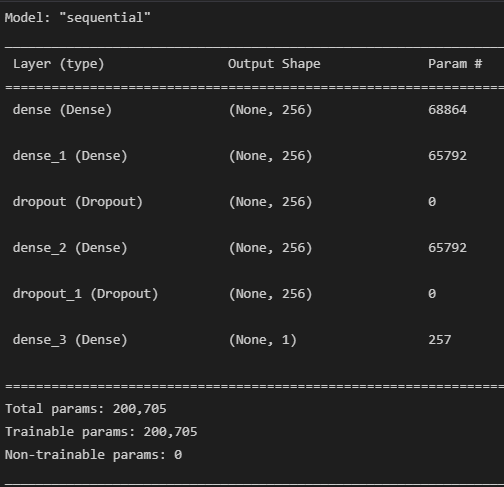 Model: "sequential"
Layer (type) Output Shape Param #
dense (Dense) (None, 256) 68864
dense_1 (Dense) (None, 256) 65792
dropout (Dropout) (None, 256) 0
dense_2 (Dense) (None, 256) 65792
dropout_1 (Dropout) (None, 256) 0
dense_3 (Dense) (None, 1) 257
Total params: 200,705
Trainable params: 200,705
Non-trainable params: 0